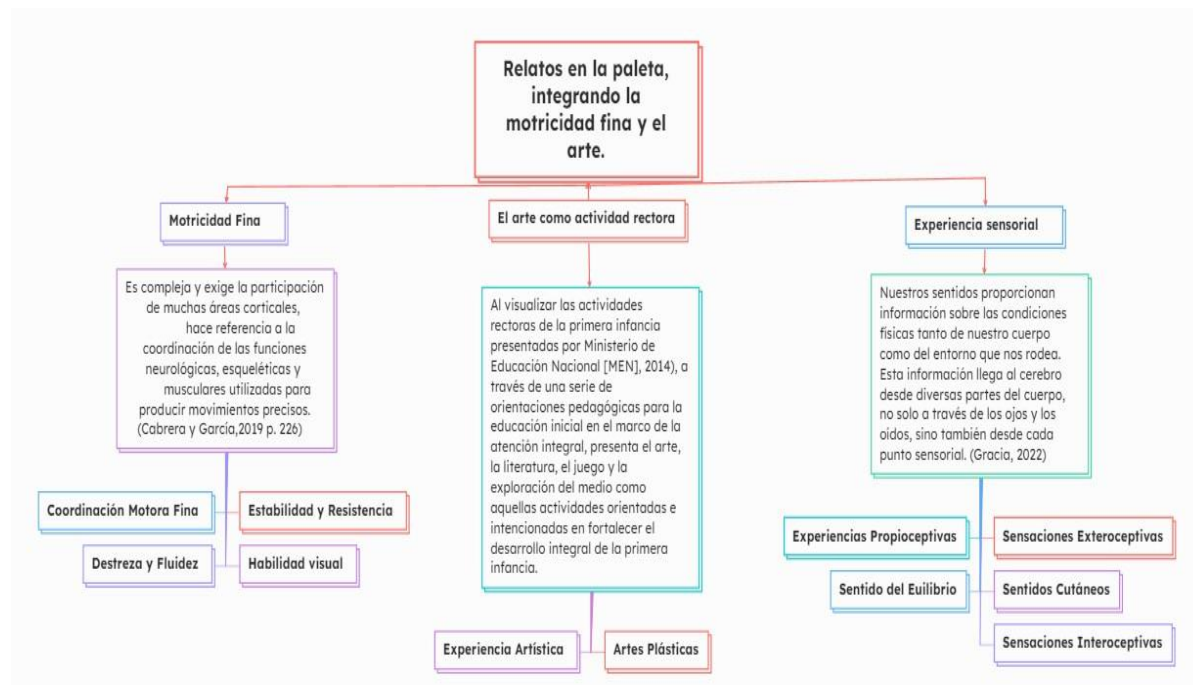 Relatos en la paleta,
integrando la
motricidad fina y el
arte.
Motricidad Fina
Es compleja y exige la participación
de muchas áreas corticales,
hace referencia a la
coordinación de las funciones
neurológicas, esqueléticas y
musculares utilizadas para
producir movimientos precisos.
(Cabrera y García,2019 p. 226)
Coordinación Motora Fina
Estabilidad y Resistencia
Destreza y Fluidez
Habilidad visual
El arte como actividad rectora
Al visualizar las actividades
rectoras de la primera infancia
presentadas por Ministerio de
Educación Nacional [MEN], 2014), a
través de una serie de
orientaciones pedagógicas para la
educación inicial en el marco de la
atención integral, presenta el arte,
la literatura, el juego y la
exploración del medio como
aquellas actividades orientadas e
intencionadas en fortalecer el
desarrollo integral de la primera
infancia.
Experiencia Artística
Artes Plásticas
Experiencia sensorial
Nuestros sentidos proporcionan
información sobre las condiciones
físicas tanto de nuestro cuerpo
como del entorno que nos rodea.
Esta información llega al cerebro
desde diversas partes del cuerpo,
no solo a través de los ojos y los
oidos, sino también desde cada
punto sensorial. (Gracia, 2022)
Experiencias Propioceptivas
Sensaciones Exteroceptivas
Sentido del Euilibrio
Sentidos Cutáneos
Sensaciones Interoceptivas